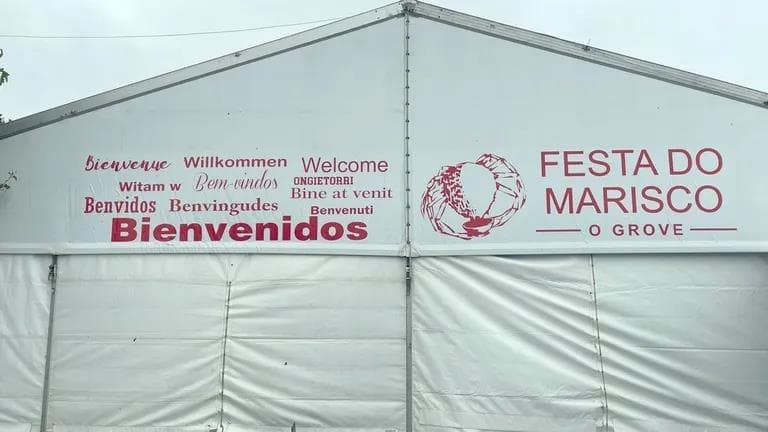 Bienvenue Willkommen Welcome
Witam w Bem-vindos ONGIETORRI
Bine at venit
Benvidos Benvingudes Benvenuti
Bienvenidos
FESTA DO
MARISCO
O GROVE